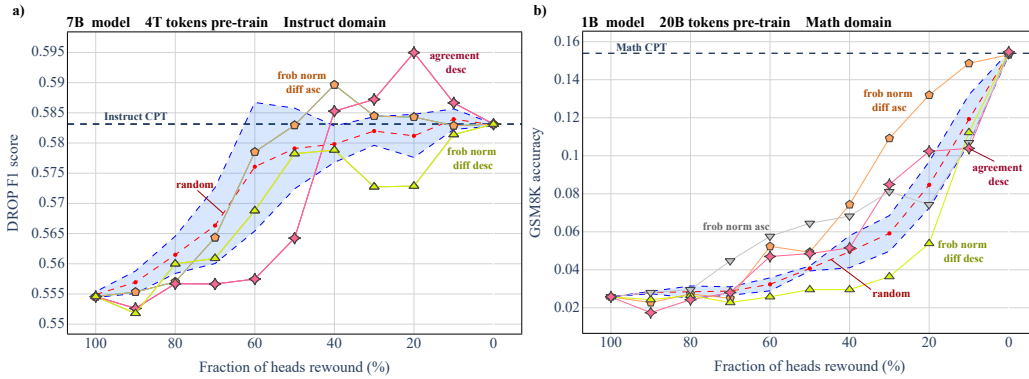 a)
7B model 4T tokens pre-train Instruct domain
DROP F1 score
0.595
0.59
0.585
0.58
0.575
0.57
0.565
0.56
0.555
0.55
Instruct CPT
frob norm
diff asc
agreement
desc
random
frob norm
diff desc
100
80
60
40
20
0
Fraction of heads rewound (%)
b)
1B model 20B tokens pre-train Math domain
GSM8K accuracy
0.16
0.14
0.12
0.1
0.08
0.06
0.04
0.02
Math CPT
frob norm
diff asc
agreement
desc
frob norm asc
frob norm
diff desc
random
100
80
60
40
20
0
Fraction of heads rewound (%)